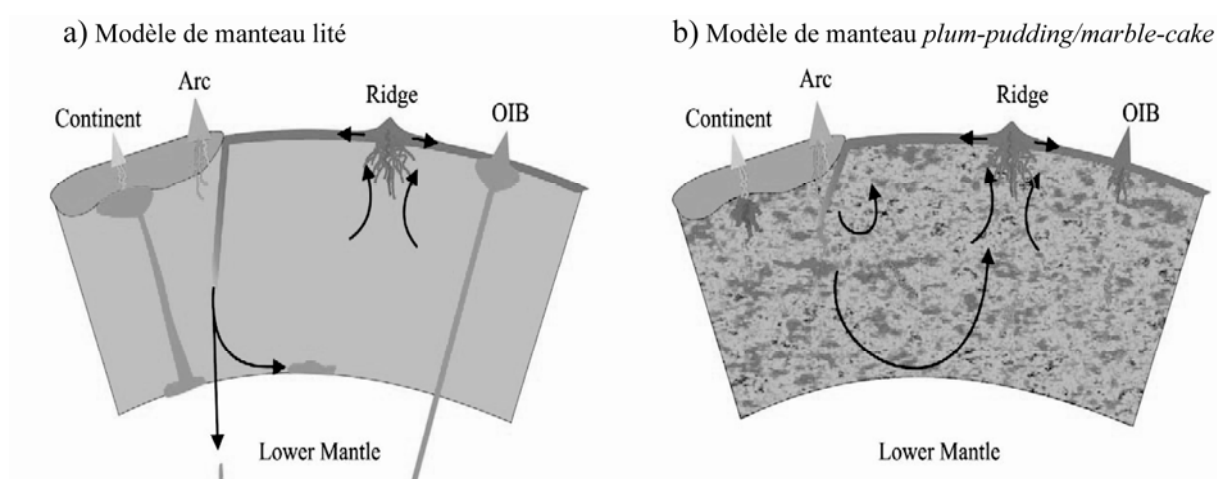 a) Modèle de manteau lité
Continent
Arc
Ridge
OIB
Lower Mantle
b) Modèle de manteau plum-pudding/marble-cake
Continent
Arc
Ridge
OIB
Lower Mantle